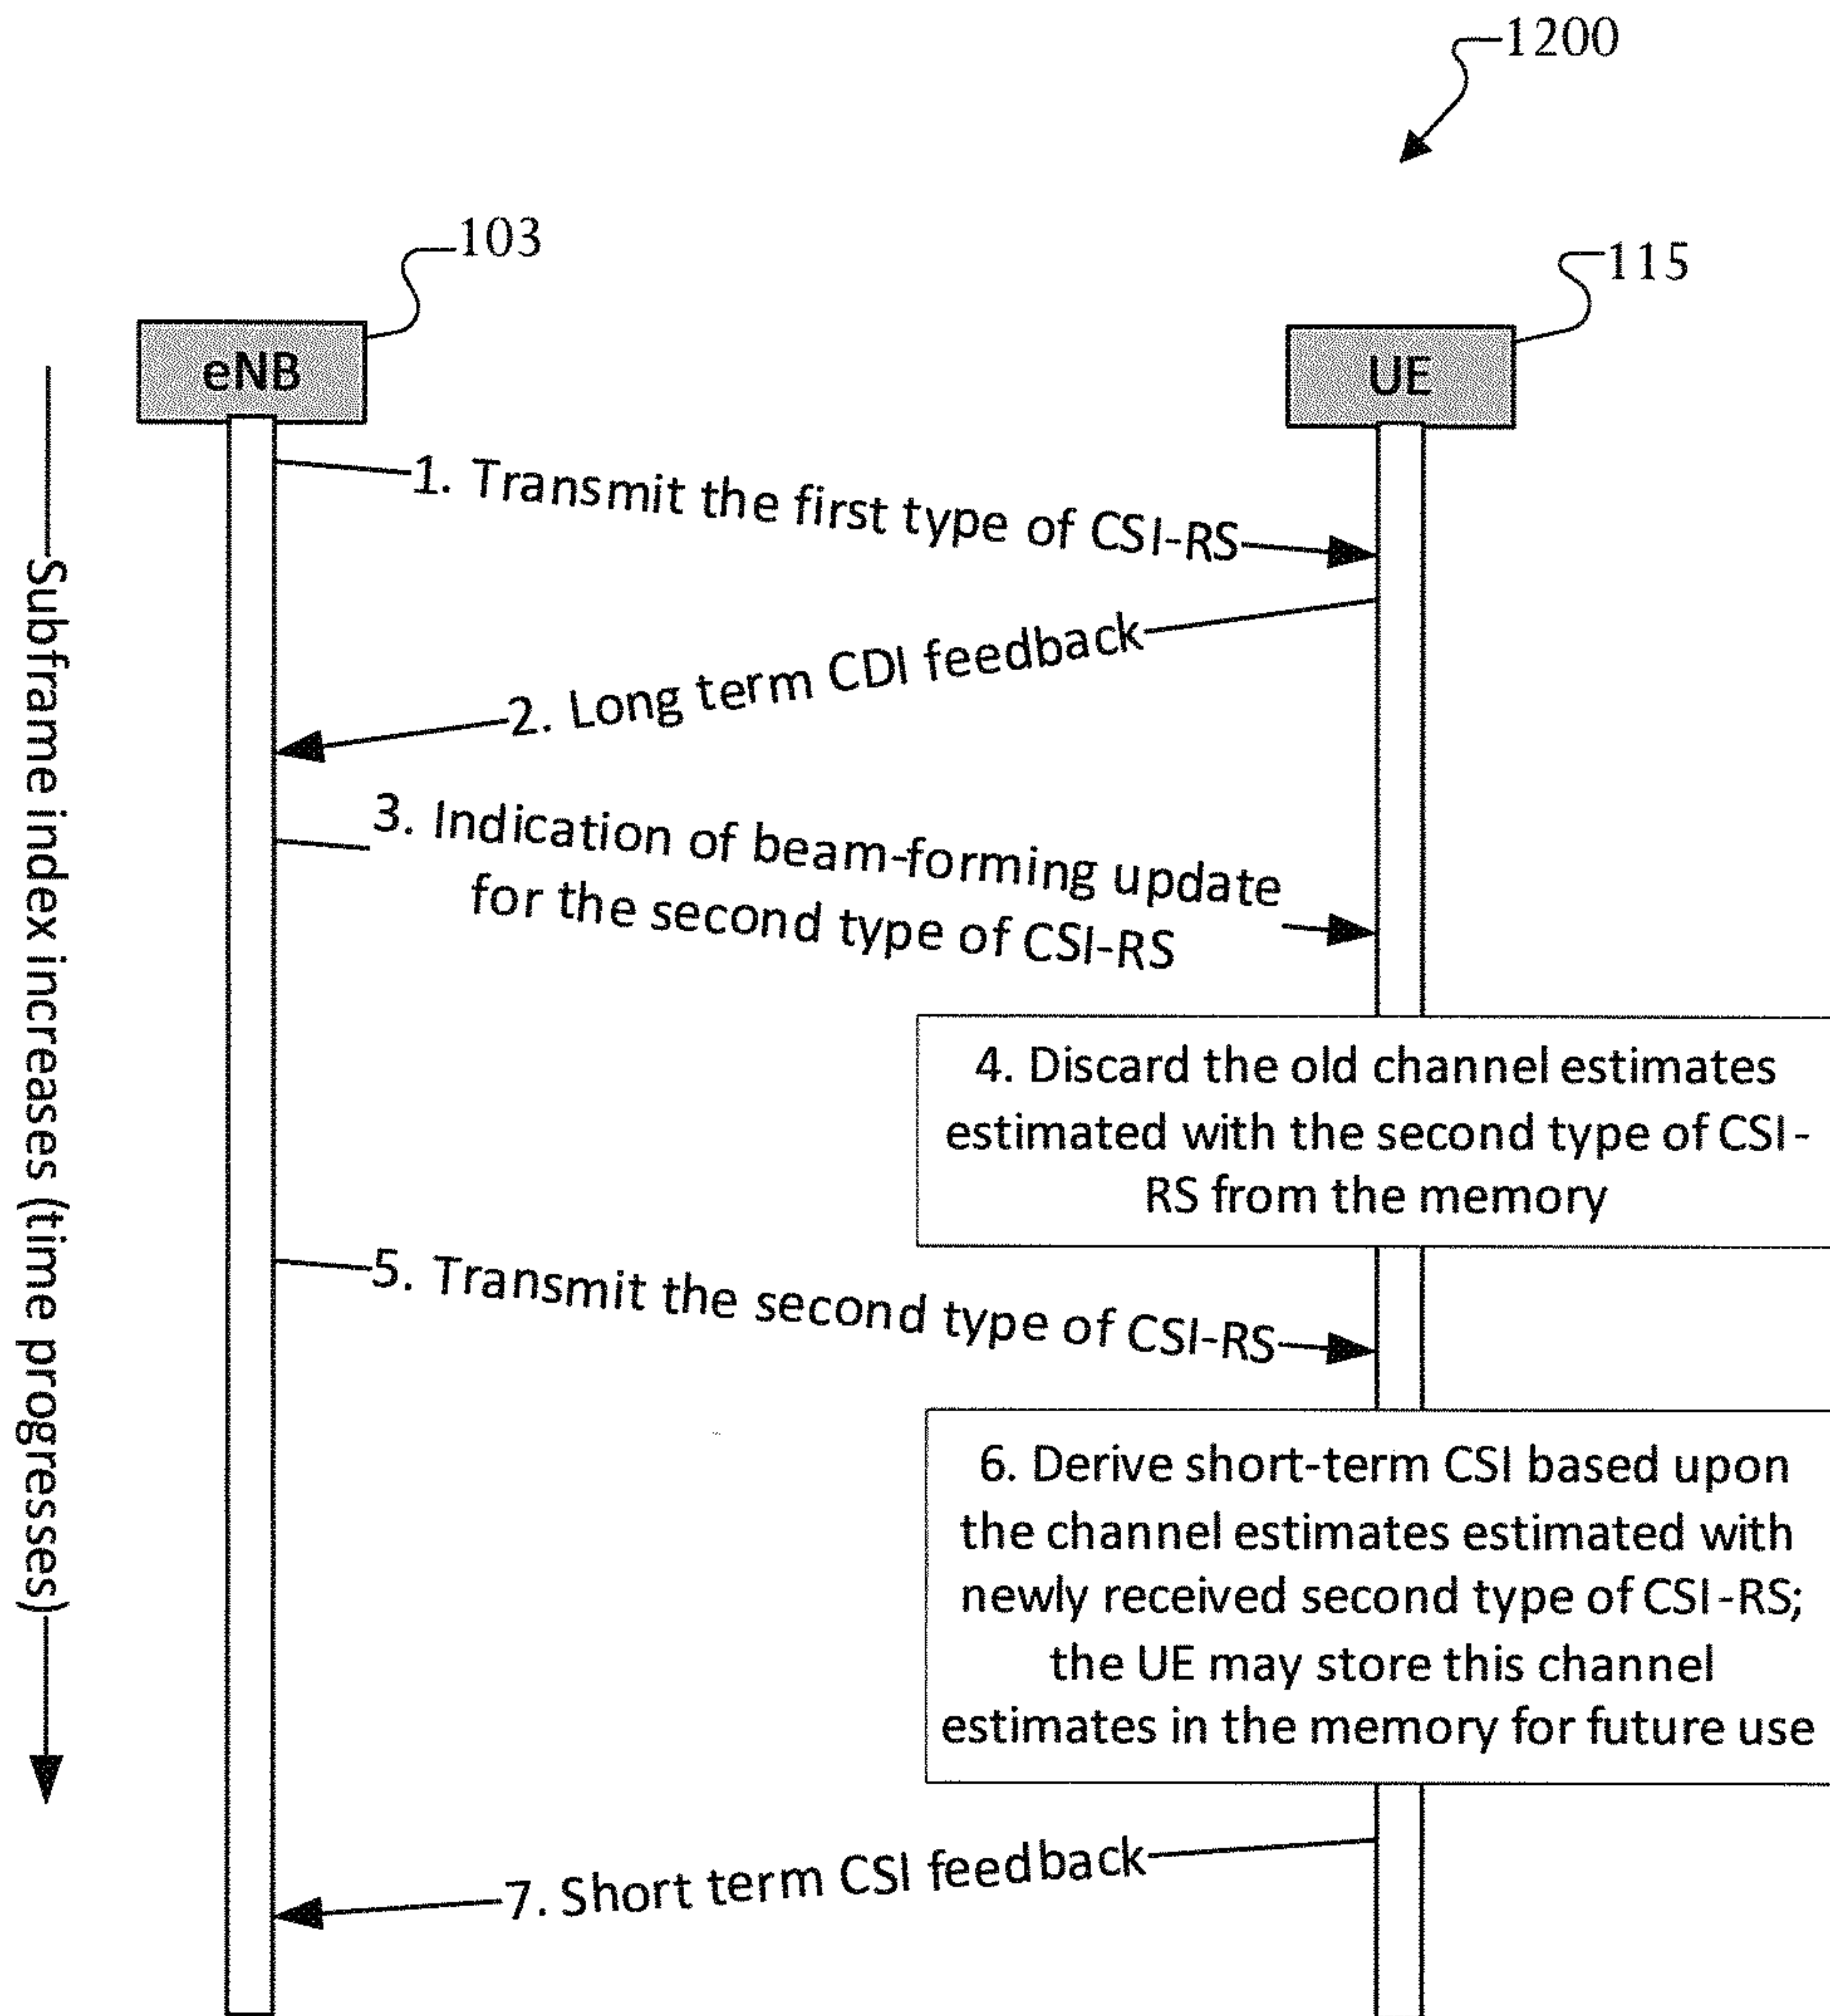 1200
103
115
eNB
UE
Subframe index increases (time progresses)
1. Transmit the first type of CSI-RS
2. Long term CDI feedback
3. Indication of beam-forming update
for the second type of CSI-RS
4. Discard the old channel estimates
estimated with the second type of CSI-
RS from the memory
5. Transmit the second type of CSI-RS
6. Derive short-term CSI based upon
the channel estimates estimated with
newly received second type of CSI-RS;
the UE may store this channel
estimates in the memory for future use
7. Short term CSI feedback